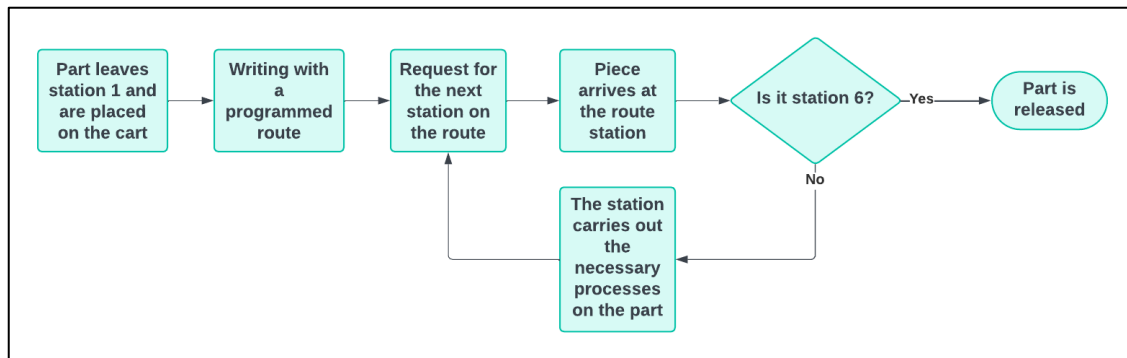 Part leaves
station 1 and
are placed
on the cart
Writing with
a
programmed
route
Request for
the next
station on
the route
Piece
arrives at
the route
station
Is it station 6?
Yes
Part is
released
No
The station
carries out
the
necessary
processes
on the part